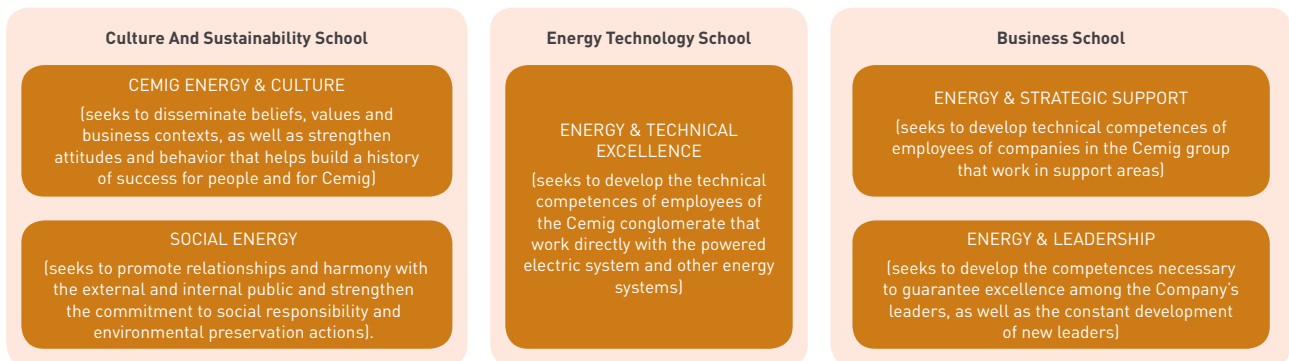 Culture And Sustainability School
CEMIG ENERGY & CULTURE
(seeks to disseminate beliefs, values and
business contexts, as well as strengthen
attitudes and behavior that helps build a history
of success for people and for Cemig)
SOCIAL ENERGY
(seeks to promote relationships and harmony with
the external and internal public and strengthen
the commitment to social responsibility and
environmental preservation actions).
Energy Technology School
ENERGY & TECHNICAL
EXCELLENCE
(seeks to develop the technical
competences of employees of
the Cemig conglomerate that
work directly with the powered
electric system and other energy
systems)
Business School
ENERGY & STRATEGIC SUPPORT
(seeks to develop technical competences of
employees of companies in the Cemig group
that work in support areas)
ENERGY & LEADERSHIP
(seeks to develop the competences necessary
to guarantee excellence among the Company's
leaders, as well as the constant development
of new leaders)